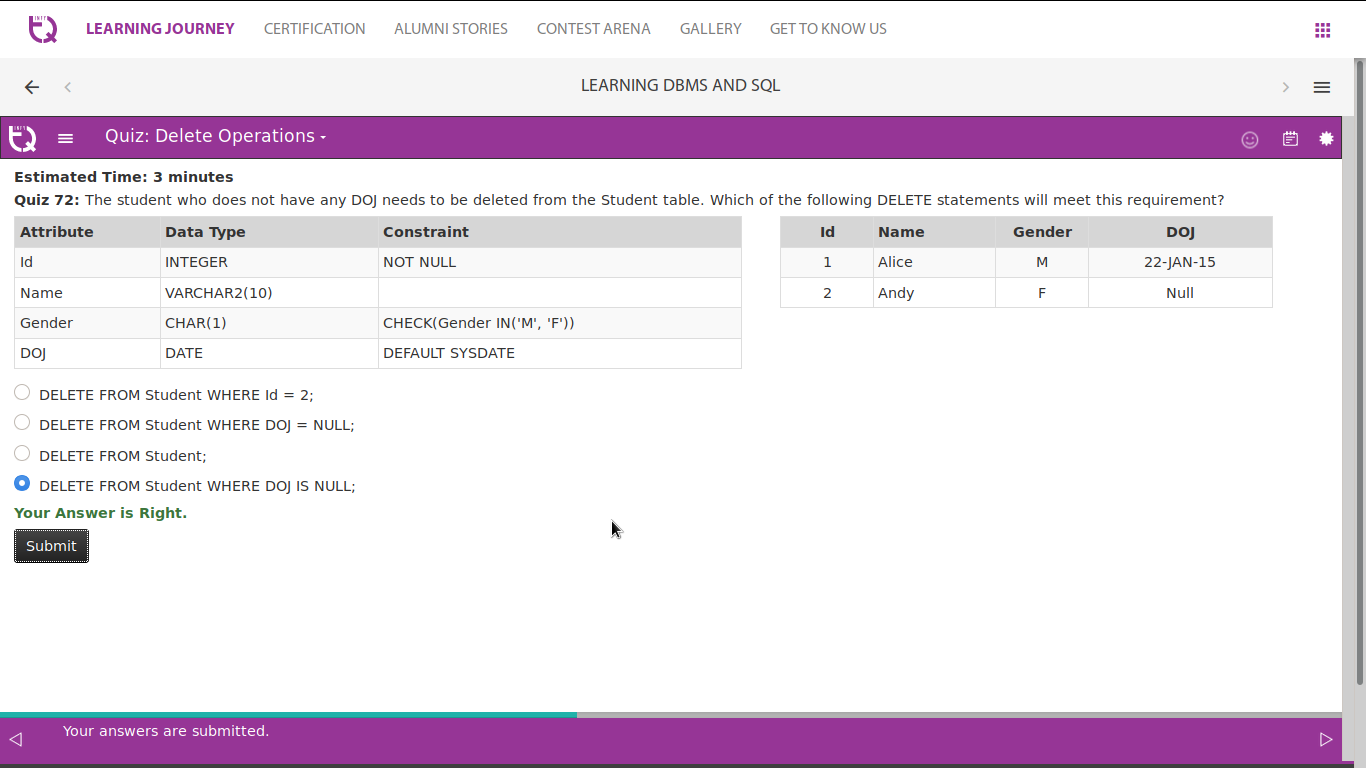 LEARNING JOURNEY CERTIFICATION ALUMNI STORIES CONTEST ARENA GALLERY GET TO KNOW US
LEARNING DBMS AND SQL
Quiz: Delete Operations
Estimated Time: 3 minutes
Quiz 72: The student who does not have any DOJ needs to be deleted from the Student table. Which of the following DELETE statements will meet this requirement?
Attribute Data Type Constraint
Id INTEGER NOT NULL
Name VARCHAR2(10)
Gender CHAR(1) CHECK(Gender IN('M', 'F'))
DOJ DATE DEFAULT SYSDATE
Id Name Gender DOJ
1 Alice M 22-JAN-15
2 Andy F Null
DELETE FROM Student WHERE Id = 2;
DELETE FROM Student WHERE DOJ = NULL;
DELETE FROM Student;
DELETE FROM Student WHERE DOJ IS NULL;
Your Answer is Right.
Submit
Your answers are submitted.